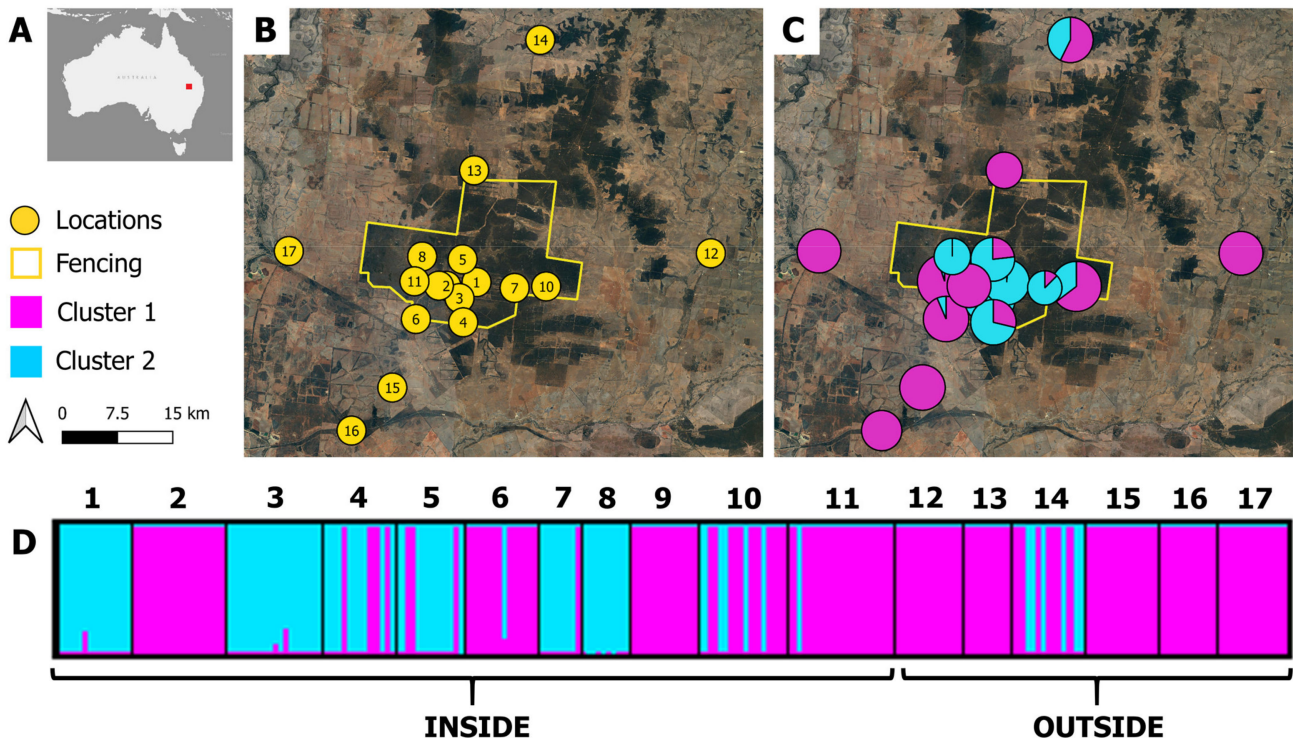 A
AUSTRALIA
B
14
13
17
8
5
12
11
2
1
3
7
10
6
4
15
16
C
Locations
Fencing
Cluster 1
Cluster 2
0 7.5 15 km
1 2 3 4 5 6 7 8 9 10 11 12 13 14 15 16 17
D
INSIDE OUTSIDE